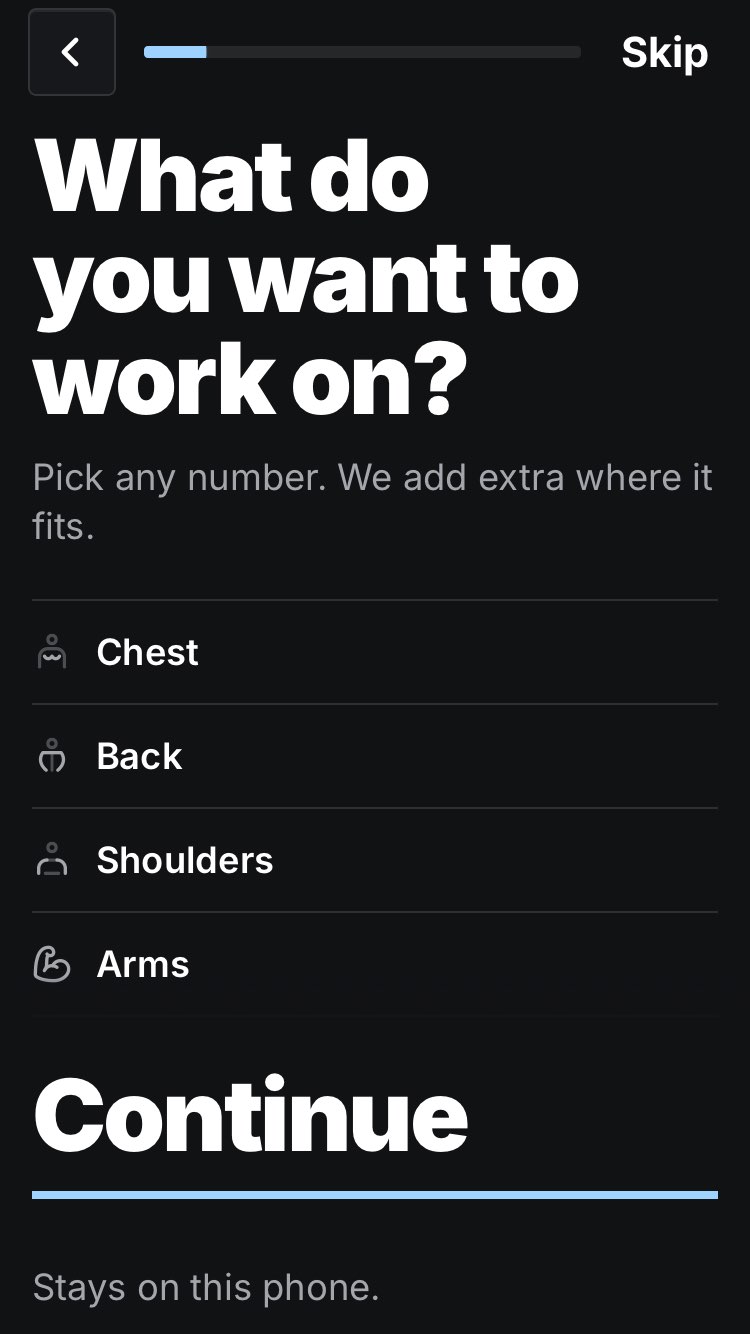 Skip
What do
you want to
work on?
Pick any number. We add extra where it
fits.
Chest
Back
Shoulders
Arms
Continue
Stays on this phone.